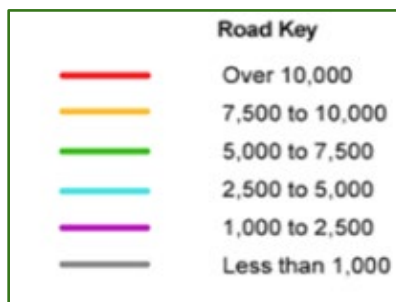 Road Key
Over 10,000
7,500 to 10,000
5,000 to 7,500
2,500 to 5,000
1,000 to 2,500
Less than 1,000